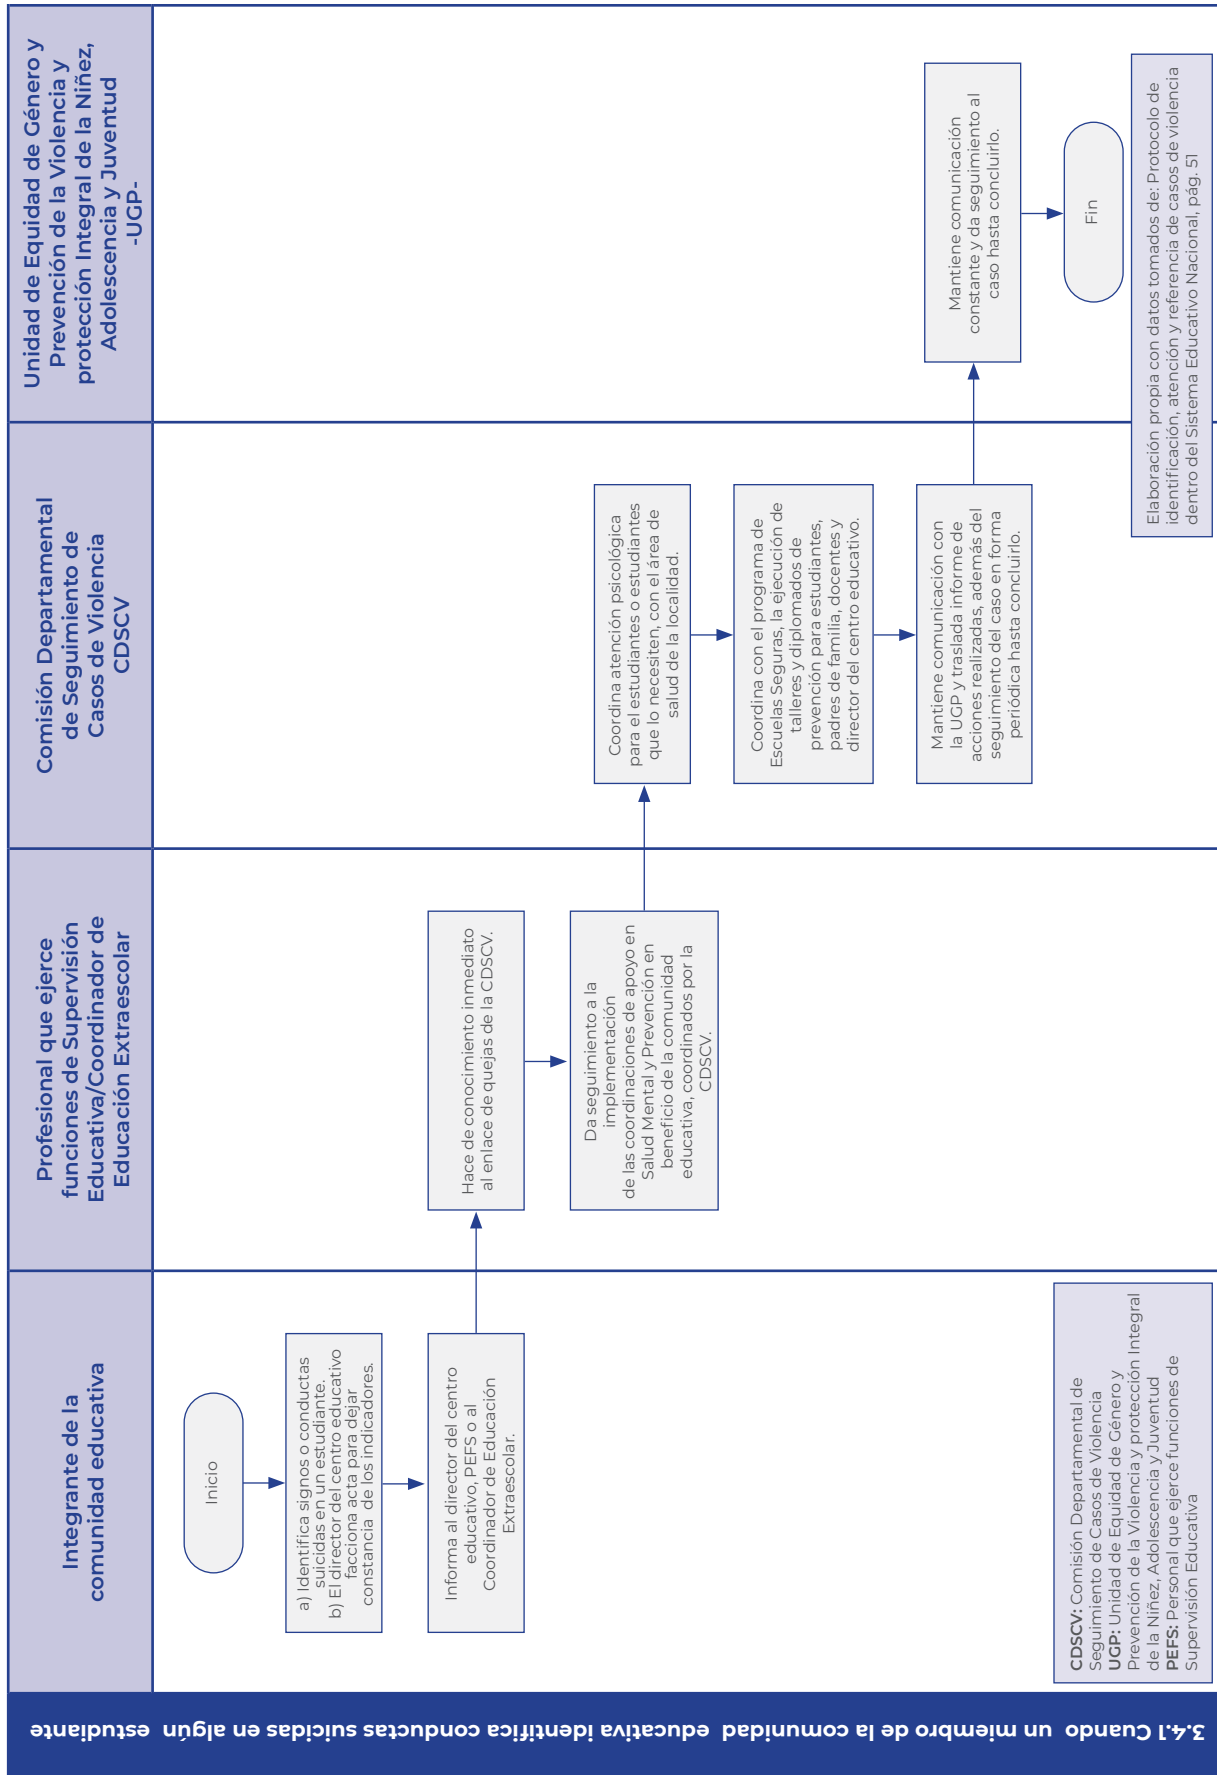 3.4.1 Cuando un miembro de la comunidad educativa identifica conductas suicidas en algún estudiante
Integrante de la
comunidad educativa
Inicio
a) Identifica signos o conductas
suicidas en un estudiante.
b) El director del centro educativo
facciona acta para dejar
constancia de los indicadores.
Informa al director del centro
educativo, PEFS o al
Coordinador de Educación
Extraescolar.
CDSCV: Comisión Departamental de
Seguimiento de Casos de Violencia
UGP: Unidad de Equidad de Género y
Prevención de la Violencia y protección Integral
de la Niñez, Adolescencia y Juventud
PEFS: Personal que ejerce funciones de
Supervisión Educativa
Profesional que ejerce
funciones de Supervisión
Educativa/Coordinador de
Educación Extraescolar
Hace de conocimiento inmediato
al enlace de quejas de la CDSCV.
Da seguimiento a la
implementación
de las coordinaciones de apoyo en
Salud Mental y Prevención en
beneficio de la comunidad
educativa, coordinados por la
CDSCV.
Comisión Departamental
de Seguimiento de
Casos de Violencia
CDSCV
Coordina atención psicológica
para el estudiantes o estudiantes
que lo necesiten, con el área de
salud de la localidad.
Coordina con el programa de
Escuelas Seguras, la ejecución de
talleres y diplomados de
prevención para estudiantes,
padres de familia, docentes y
director del centro educativo.
Mantiene comunicación con
la UGP y traslada informe de
acciones realizadas, además del
seguimiento del caso en forma
periódica hasta concluirlo.
Unidad de Equidad de Género y
Prevención de la Violencia y
protección Integral de la Niñez,
Adolescencia y Juventud
-UGP-
Mantiene comunicación
constante y da seguimiento al
caso hasta concluirlo.
Fin
Elaboración propia con datos tomados de: Protocolo de
identificación, atención y referencia de casos de violencia
dentro del Sistema Educativo Nacional, pág. 51